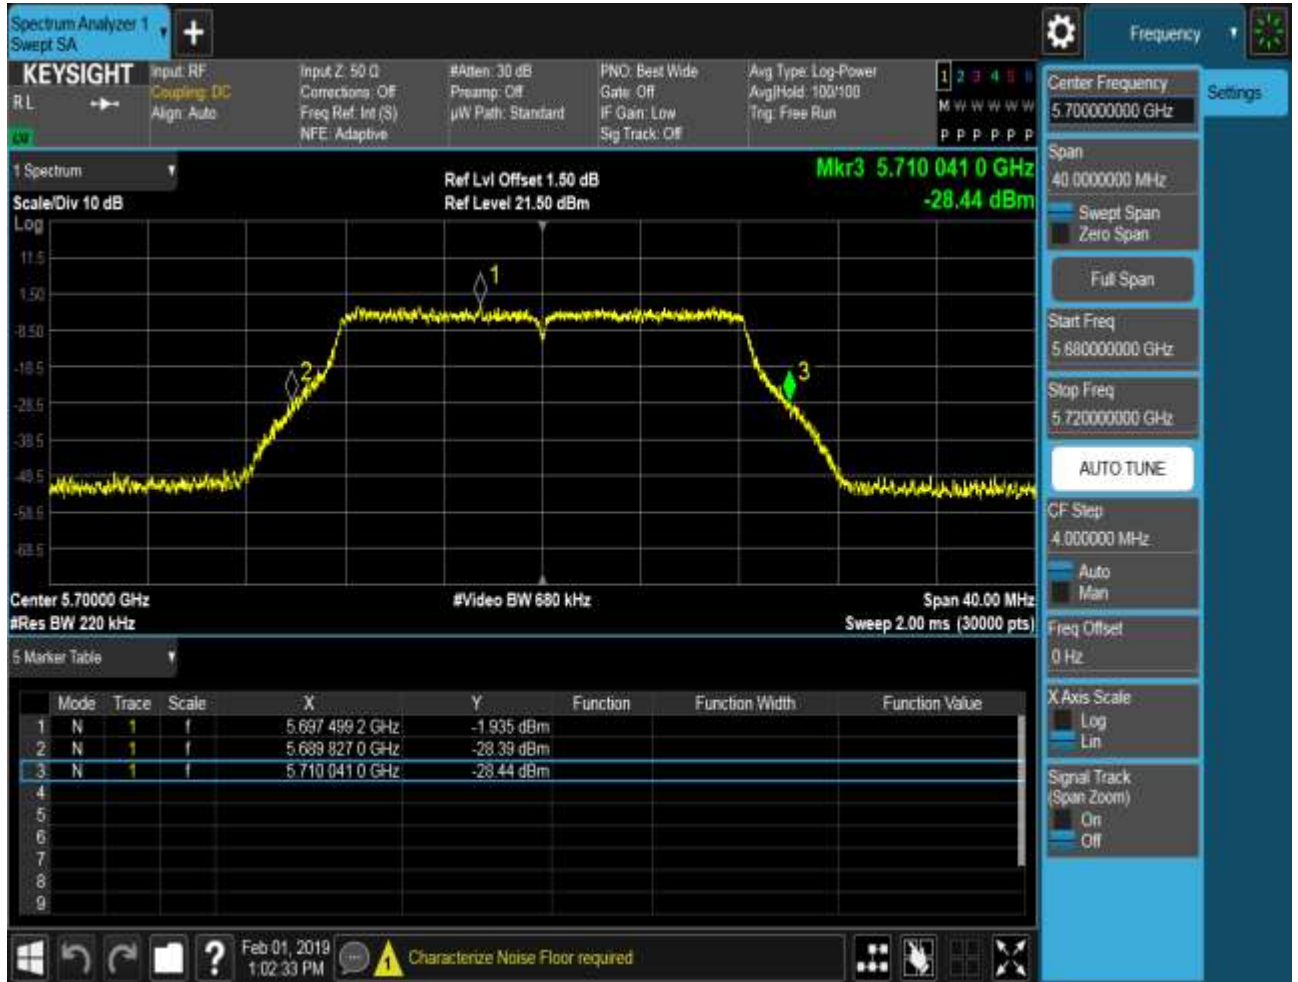 Spectrum Analyzer 1
Swept SA
+
Frequency
KEYSIGHT
RL
Input: RF
Coupling: DC
Align: Auto
Input Z: 50 Ω
Corrections: Off
Freq Ref: Int (S)
NFE: Adaptive
#Atten: 30 dB
Preamp: Off
µW Path: Standard
PNO: Best Wide
Gate: Off
IF Gain: Low
Sig Track: Off
Avg Type: Log-Power
Avg|Hold: 100/100
Trig: Free Run
1 2 3 4 5 6
M W W W W W
P P P P P P
1 Spectrum
Scale/Div 10 dB
Ref Lvl Offset 1.50 dB
Ref Level 21.50 dBm
Mkr3 5.710 041 0 GHz
-28.44 dBm
Log
11.5
1.50
-8.50
-18.5
-28.5
-38.5
-48.5
-58.5
-68.5
1
2
3
Center 5.70000 GHz
#Res BW 220 kHz
#Video BW 680 kHz
Span 40.00 MHz
Sweep 2.00 ms (30000 pts)
5 Marker Table
Mode Trace Scale X Y Function Function Width Function Value
1 N 1 f 5.697 499 2 GHz -1.935 dBm
2 N 1 f 5.689 827 0 GHz -28.39 dBm
3 N 1 f 5.710 041 0 GHz -28.44 dBm
4
5
6
7
8
9
Feb 01, 2019
1:02:33 PM
?
1
Characterize Noise Floor required
Settings
Center Frequency
5.700000000 GHz
Span
40.0000000 MHz
Swept Span
Zero Span
Full Span
Start Freq
5.680000000 GHz
Stop Freq
5.720000000 GHz
AUTO TUNE
CF Step
4.000000 MHz
Auto
Man
Freq Offset
0 Hz
X Axis Scale
Log
Lin
Signal Track
(Span Zoom)
On
Off